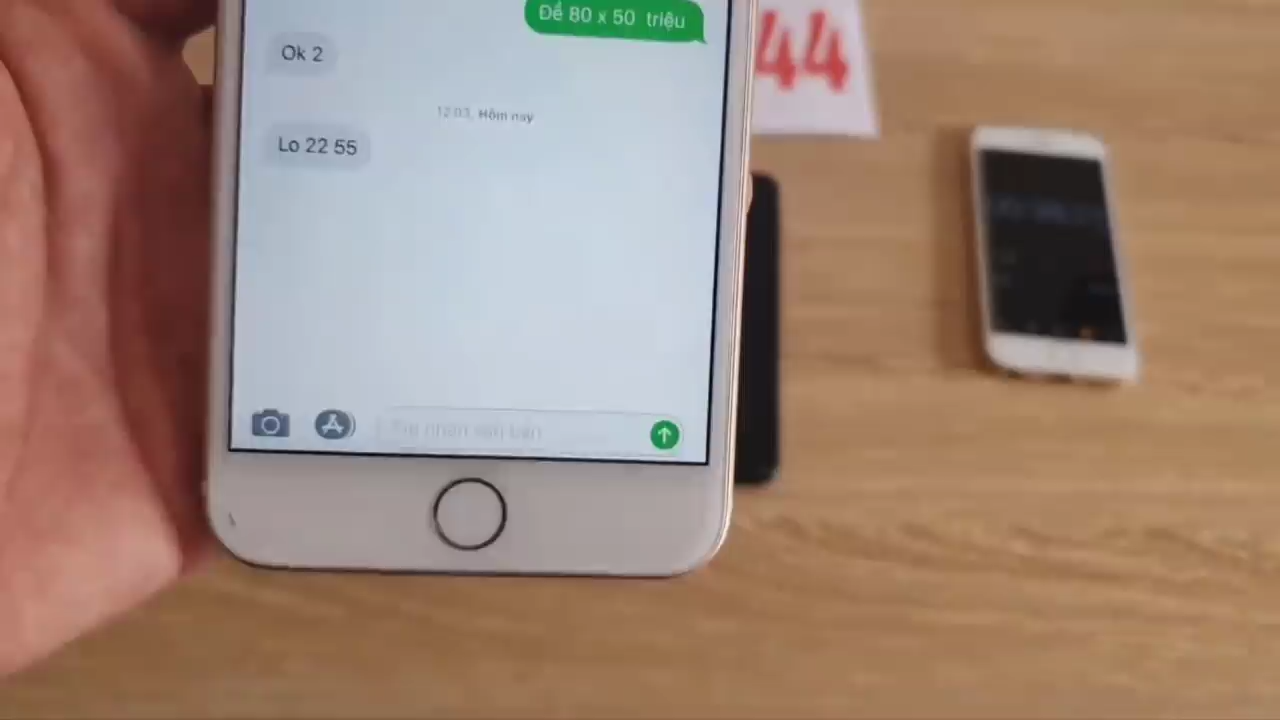 Đề 80 x 50 triệu
44
Ok 2
12:03, Hôm nay
Lo 22 55